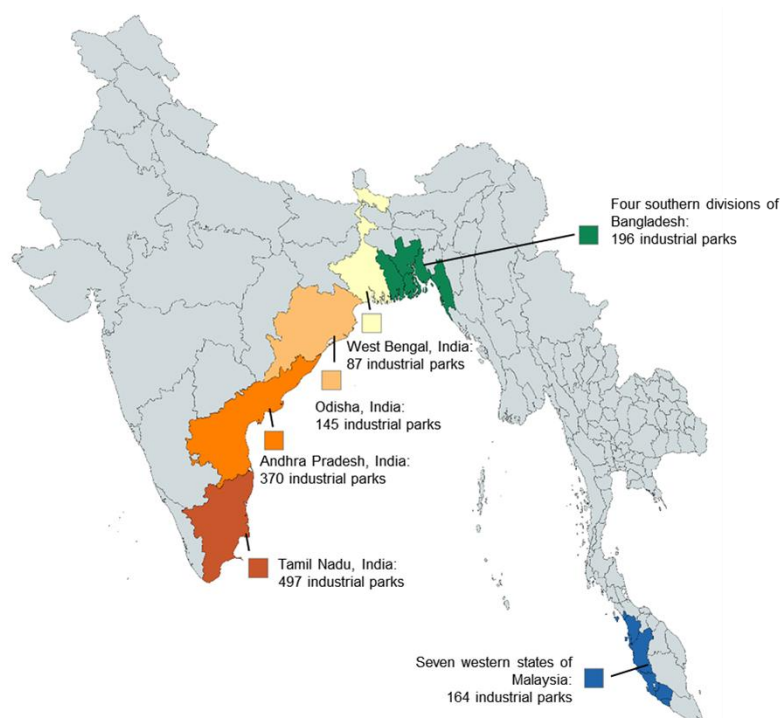 Four southern divisions of
Bangladesh:
196 industrial parks
West Bengal, India:
87 industrial parks
Odisha, India:
145 industrial parks
Andhra Pradesh, India:
370 industrial parks
Tamil Nadu, India:
497 industrial parks
Seven western states of
Malaysia:
164 industrial parks